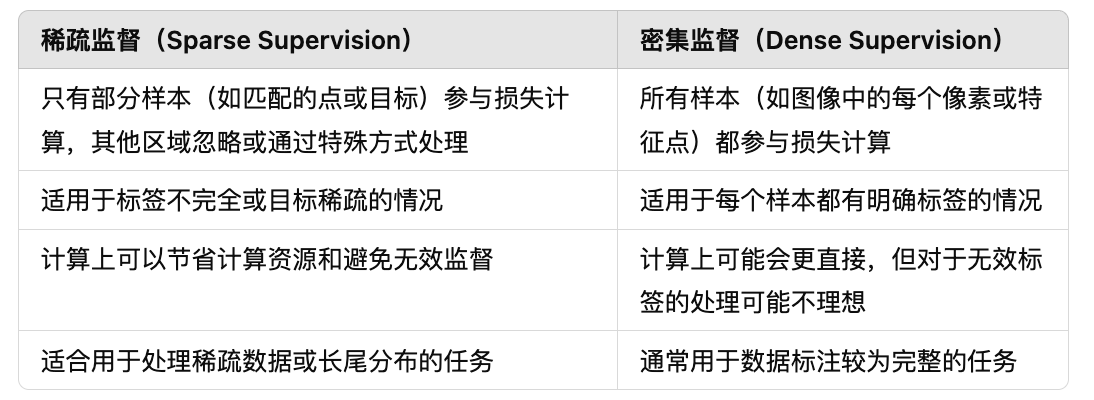 稀疏监督（Sparse Supervision）
密集监督（Dense Supervision）
只有部分样本（如匹配的点或目标）参与损失计
算，其他区域忽略或通过特殊方式处理
所有样本（如图像中的每个像素或特
征点）都参与损失计算
适用于标签不完全或目标稀疏的情况
适用于每个样本都有明确标签的情况
计算上可以节省计算资源和避免无效监督
计算上可能会更直接，但对于无效标
签的处理可能不理想
适合用于处理稀疏数据或长尾分布的任务
通常用于数据标注较为完整的任务